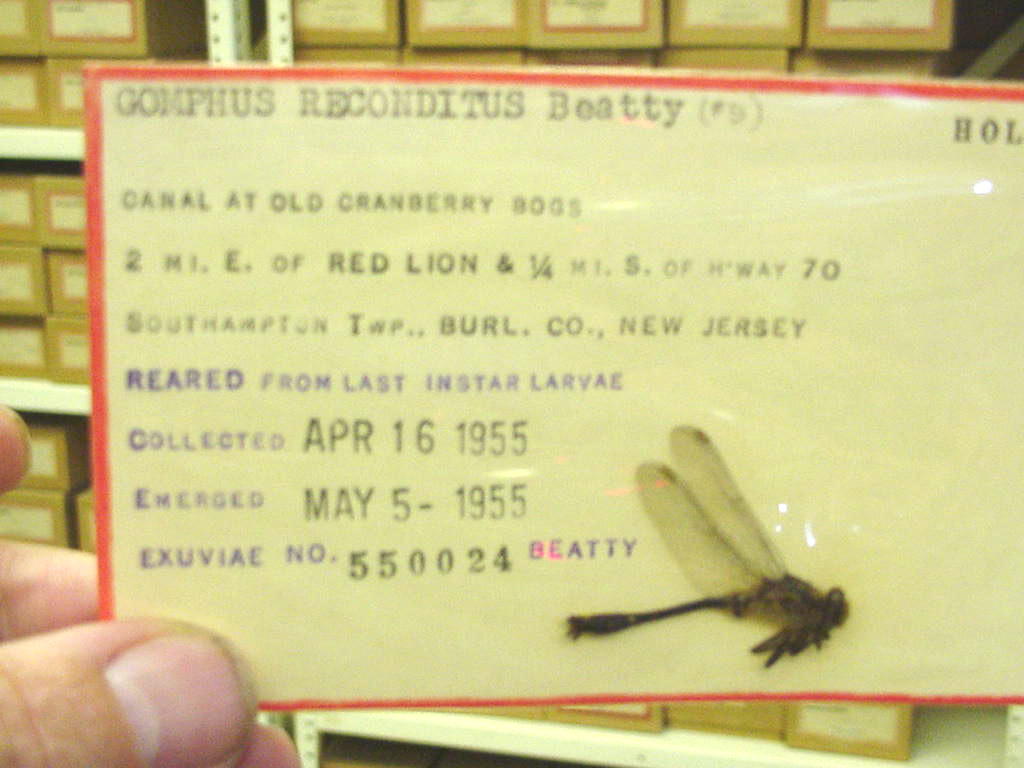 GOMPHUS RECONDITUS Beatty
HOL
CANAL AT OLD CRANBERRY BOGS
2 MI. E. OF RED LION & ¼ MI. S. OF H'WAY 70
SOUTHAMPTON TWP., BURL. CO., NEW JERSEY
REARED FROM LAST INSTAR LARVAE
COLLECTED APR 16 1955
EMERGED MAY 5- 1955
EXUVIAE NO. 550024 BEATTY